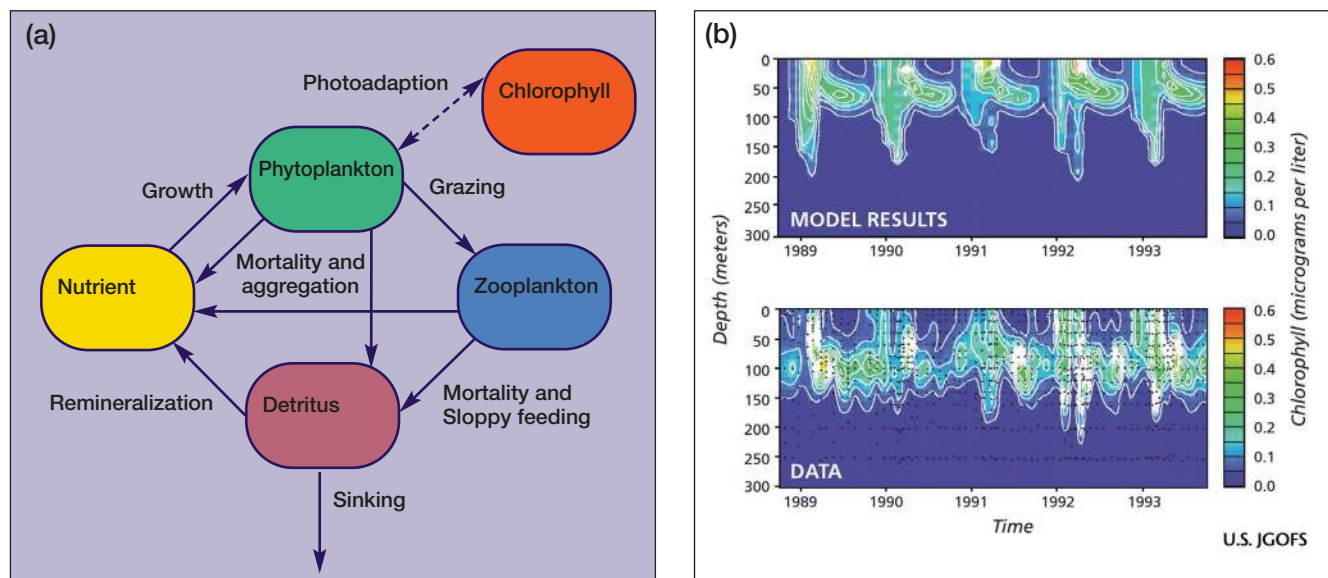 (a)
Photoadaption
Chlorophyll
Phytoplankton
Growth
Grazing
Mortality and
aggregation
Nutrient
Zooplankton
Remineralization
Detritus
Mortality and
Sloppy feeding
Sinking
(b)
0
50
100
150
200
250
300
MODEL RESULTS
1989
1990
1991
1992
1993
0.6
0.5
0.4
0.3
0.2
0.1
0.0
Depth (meters)
Chlorophyll (micrograms per liter)
0
50
100
150
200
250
300
DATA
1989
1990
1991
1992
1993
Time
0.6
0.5
0.4
0.3
0.2
0.1
0.0
U.S. JGOFS